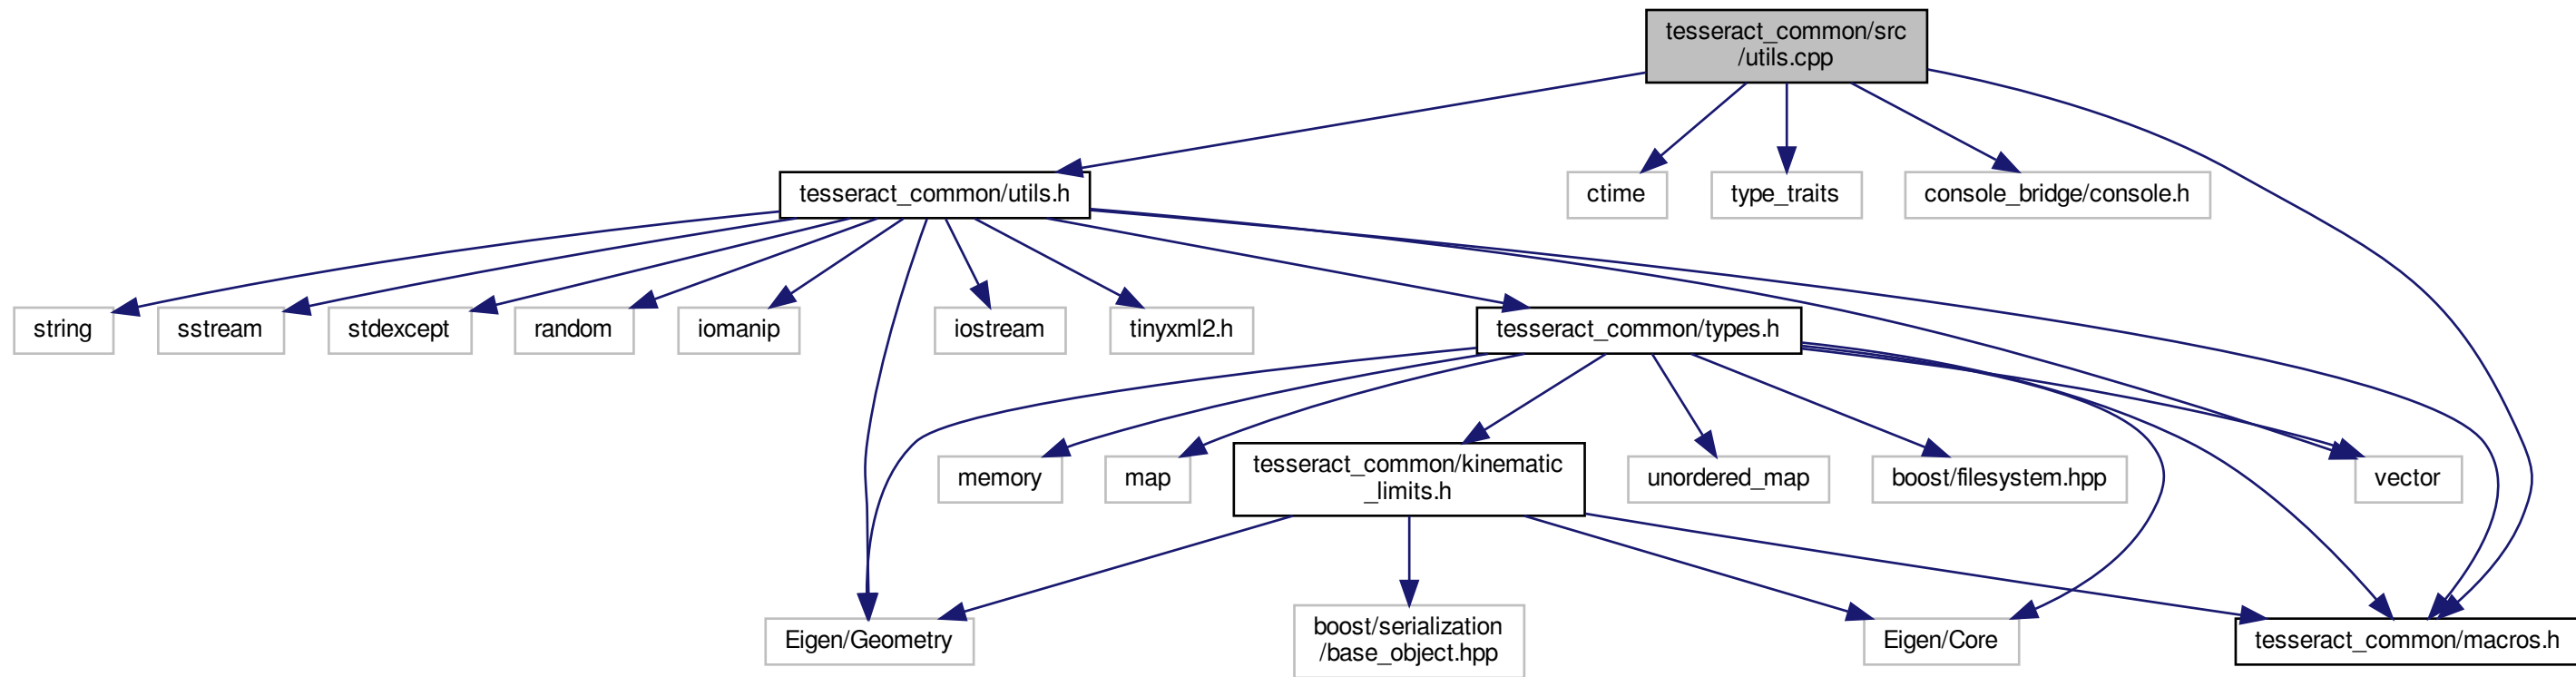 tesseract_common/src
/utils.cpp
tesseract_common/utils.h
ctime
type_traits
console_bridge/console.h
string
sstream
stdexcept
random
iomanip
iostream
tinyxml2.h
tesseract_common/types.h
memory
map
tesseract_common/kinematic
_limits.h
unordered_map
boost/filesystem.hpp
vector
Eigen/Geometry
boost/serialization
/base_object.hpp
Eigen/Core
tesseract_common/macros.h